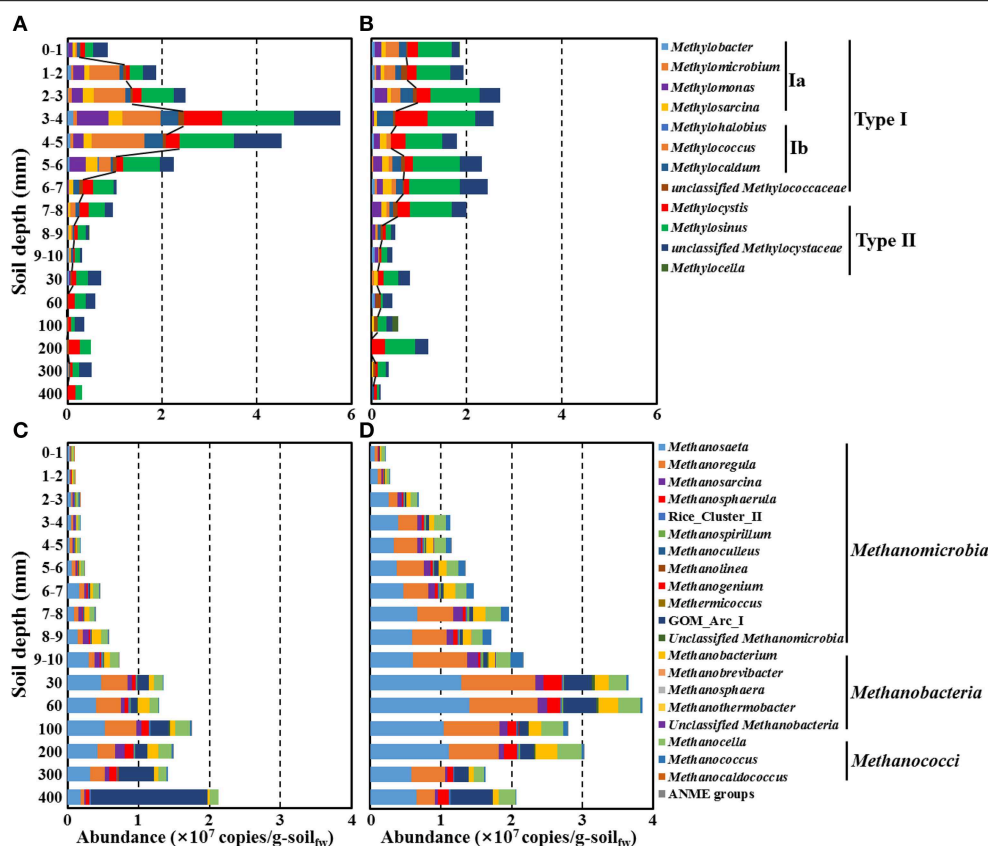 A
B
Soil depth (mm)
0-1
1-2
2-3
3-4
4-5
5-6
6-7
7-8
8-9
9-10
30
60
100
200
300
400
0 2 4 6
0 2 4 6
Methylobacter
Methylomicrobium
Methylomonas
Methylosarcina
Methylohalobius
Methylococcus
Methylocaldum
unclassified Methylococcaceae
Methylocystis
Methylosinus
unclassified Methylocystaceae
Methylocella
Ia
Ib
Type I
Type II
C
D
Soil depth (mm)
0-1
1-2
2-3
3-4
4-5
5-6
6-7
7-8
8-9
9-10
30
60
100
200
300
400
0 1 2 3
0 1 2 3 4
Abundance (×10⁷ copies/g-soilfw)
Abundance (×10⁷ copies/g-soilfw)
Methanosaeta
Methanoregula
Methanosarcina
Methanosphaerula
Rice_Cluster_II
Methanospirillum
Methanoculleus
Methanolinea
Methanogenium
Methermicoccus
GOM_Arc_I
Unclassified Methanomicrobia
Methanobacterium
Methanobrevibacter
Methanosphaera
Methanothermobacter
Unclassified Methanobacteria
Methanocella
Methanococcus
Methanocaldococcus
ANME groups
Methanomicrobia
Methanobacteria
Methanococci